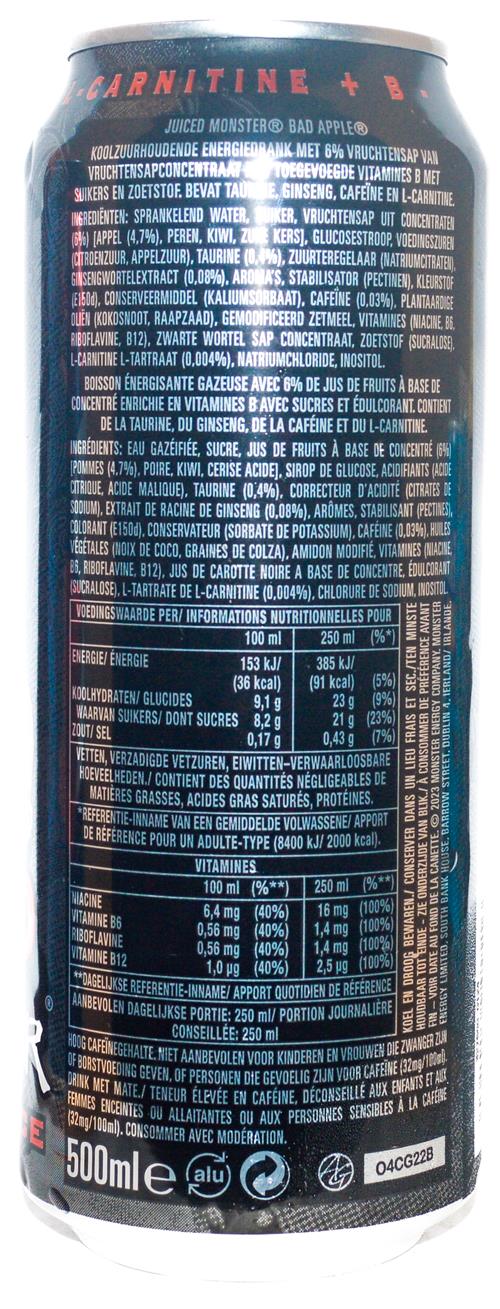 L-CARNITINE + B-
JUICED MONSTER® BAD APPLE®
KOOLZUURHOUDENDE ENERGIEDRANK MET 6% VRUCHTENSAP VAN
VRUCHTENSAPCONCENTRAAT TOEGEVOEGDE VITAMINES B MET
SUIKERS EN ZOETSTOF. BEVAT TAURINE, GINSENG, CAFEÏNE EN L-CARNITINE.
INGREDIËNTEN: SPRANKELEND WATER, SUIKER, VRUCHTENSAP UIT CONCENTRATEN
(6%) [APPEL (4,7%), PEREN, KIWI, ZURE KERS], GLUCOSESTROOP, VOEDINGSZUREN
(CITROENZUUR, APPELZUUR), TAURINE (0,4%), ZUURTEREGELAAR (NATRIUMCITRATEN),
GINSENGWORTELEXTRACT (0,08%), AROMA'S, STABILISATOR (PECTINEN), KLEURSTOF
(E150d), CONSERVEERMIDDEL (KALIUMSORBAAT), CAFEÏNE (0,03%), PLANTAARDIGE
OLIËN (KOKOSNOOT, RAAPZAAD), GEMODIFICEERD ZETMEEL, VITAMINES (NIACINE, B6,
RIBOFLAVINE, B12), ZWARTE WORTEL SAP CONCENTRAAT, ZOETSTOF (SUCRALOSE),
L-CARNITINE L-TARTRAAT (0,004%), NATRIUMCHLORIDE, INOSITOL.
BOISSON ÉNERGISANTE GAZEUSE AVEC 6% DE JUS DE FRUITS À BASE DE
CONCENTRÉ ENRICHIE EN VITAMINES B AVEC SUCRES ET ÉDULCORANT. CONTIENT
DE LA TAURINE, DU GINSENG, DE LA CAFÉINE ET DU L-CARNITINE.
INGRÉDIENTS: EAU GAZÉIFIÉE, SUCRE, JUS DE FRUITS À BASE DE CONCENTRÉ (6%)
[POMMES (4,7%), POIRE, KIWI, CERISE ACIDE], SIROP DE GLUCOSE, ACIDIFIANTS (ACIDE
CITRIQUE, ACIDE MALIQUE), TAURINE (0,4%), CORRECTEUR D'ACIDITÉ (CITRATES DE
SODIUM), EXTRAIT DE RACINE DE GINSENG (0,08%), ARÔMES, STABILISANT (PECTINES),
COLORANT (E150d), CONSERVATEUR (SORBATE DE POTASSIUM), CAFÉINE (0,03%), HUILES
VÉGÉTALES (NOIX DE COCO, GRAINES DE COLZA), AMIDON MODIFIÉ, VITAMINES (NIACINE,
B6, RIBOFLAVINE, B12), JUS DE CAROTTE NOIRE A BASE DE CONCENTRE, ÉDULCORANT
(SUCRALOSE), L-TARTRATE DE L-CARNITINE (0,004%), CHLORURE DE SODIUM, INOSITOL.
VOEDINGSWAARDE PER/ INFORMATIONS NUTRITIONNELLES POUR
100 ml 250 ml (%*)
ENERGIE/ ÉNERGIE 153 kJ/ 385 kJ/
(36 kcal) (91 kcal) (5%)
KOOLHYDRATEN/ GLUCIDES 9,1 g 23 g (9%)
WAARVAN SUIKERS/ DONT SUCRES 8,2 g 21 g (23%)
ZOUT/ SEL 0,17 g 0,43 g (7%)
VETTEN, VERZADIGDE VETZUREN, EIWITTEN–VERWAARLOOSBARE
HOEVEELHEDEN./ CONTIENT DES QUANTITÉS NÉGLIGEABLES DE
MATIÈRES GRASSES, ACIDES GRAS SATURÉS, PROTÉINES.
*REFERENTIE-INNAME VAN EEN GEMIDDELDE VOLWASSENE/ APPORT
DE RÉFÉRENCE POUR UN ADULTE-TYPE (8400 kJ/ 2000 kcal).
VITAMINES
100 ml (%**) 250 ml (%**)
NIACINE 6,4 mg (40%) 16 mg (100%)
VITAMINE B6 0,56 mg (40%) 1,4 mg (100%)
RIBOFLAVINE 0,56 mg (40%) 1,4 mg (100%)
VITAMINE B12 1,0 µg (40%) 2,5 µg (100%)
**DAGELIJKSE REFERENTIE-INNAME/ APPORT QUOTIDIEN DE RÉFÉRENCE
AANBEVOLEN DAGELIJKSE PORTIE: 250 ml/ PORTION JOURNALIÈRE
CONSEILLÉE: 250 ml
KOEL EN DROOG BEWAREN./ CONSERVER DANS UN LIEU FRAIS ET SEC./TEN MINSTE
HOUDBAAR TOT EINDE - ZIE ONDERZIJDE VAN BLIK./ À CONSOMMER DE PRÉFÉRENCE AVANT
FIN – VOIR DATE AU FOND DE LA CANETTE. © 2023 MONSTER ENERGY COMPANY. MONSTER
ENERGY LIMITED, SOUTH BANK HOUSE, BARROW STREET, DUBLIN 4, IERLAND/ IRLANDE.
HOOG CAFEÏNEGEHALTE. NIET AANBEVOLEN VOOR KINDEREN EN VROUWEN DIE ZWANGER ZIJN
OF BORSTVOEDING GEVEN, OF PERSONEN DIE GEVOELIG ZIJN VOOR CAFEÏNE (32mg/100ml).
DRINK MET MATE./ TENEUR ÉLEVÉE EN CAFÉINE, DÉCONSEILLÉ AUX ENFANTS ET AUX
FEMMES ENCEINTES OU ALLAITANTES OU AUX PERSONNES SENSIBLES À LA CAFÉINE
(32mg/100ml). CONSOMMER AVEC MODÉRATION.
500ml e alu 04CG22B